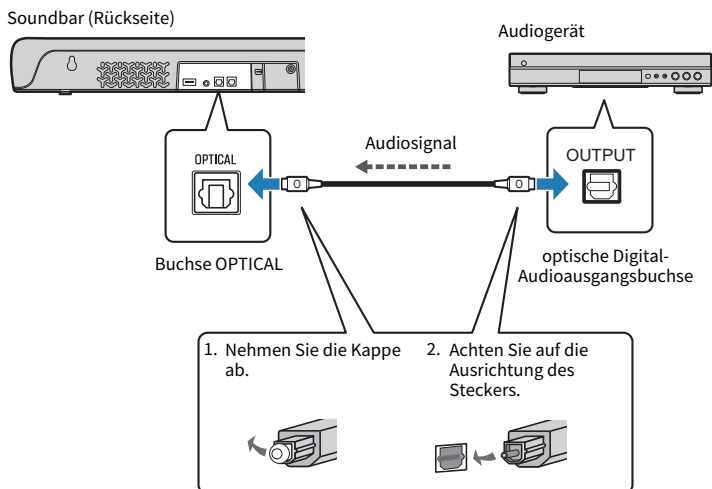 Soundbar (Rückseite)
Audiogerät
Audiosignal
OPTICAL
OUTPUT
Buchse OPTICAL
optische Digital-
Audioausgangsbuchse
1. Nehmen Sie die Kappe
ab.
2. Achten Sie auf die
Ausrichtung des
Steckers.